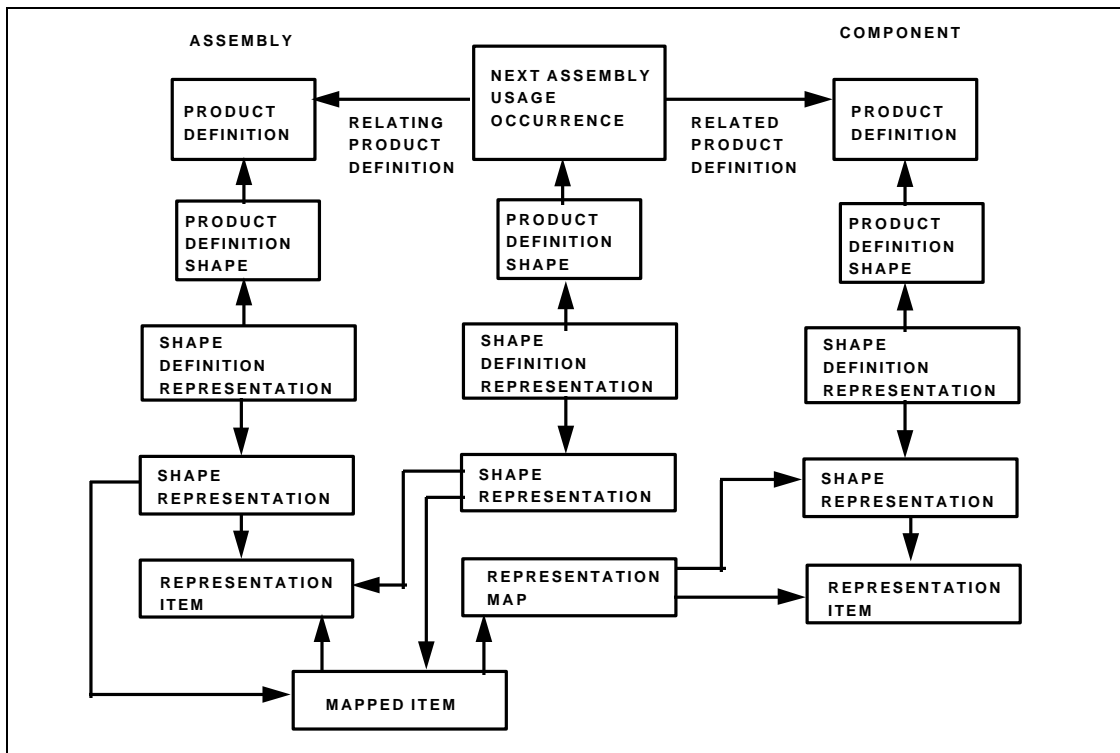 ASSEMBLY
COMPONENT
NEXT ASSEMBLY
USAGE
OCCURRENCE
PRODUCT
DEFINITION
RELATING
PRODUCT
DEFINITION
RELATED
PRODUCT
DEFINITION
PRODUCT
DEFINITION
PRODUCT
DEFINITION
SHAPE
PRODUCT
DEFINITION
SHAPE
PRODUCT
DEFINITION
SHAPE
SHAPE
DEFINITION
REPRESENTATION
SHAPE
DEFINITION
REPRESENTATION
SHAPE
DEFINITION
REPRESENTATION
SHAPE
REPRESENTATION
SHAPE
REPRESENTATION
SHAPE
REPRESENTATION
REPRESENTATION
ITEM
REPRESENTATION
MAP
REPRESENTATION
ITEM
MAPPED ITEM